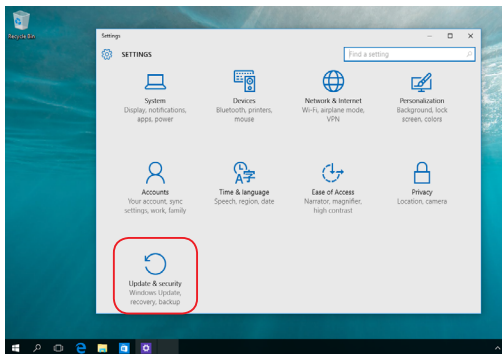 Recycle Bin
Settings
SETTINGS
Find a setting
System
Display, notifications,
apps, power
Devices
Bluetooth, printers,
mouse
Network & Internet
Wi-Fi, airplane mode,
VPN
Personalization
Background, lock
screen, colors
Accounts
Your account, sync
settings, work, family
Time & language
Speech, region, date
Ease of Access
Narrator, magnifier,
high contrast
Privacy
Location, camera
Update & security
Windows Update,
recovery, backup